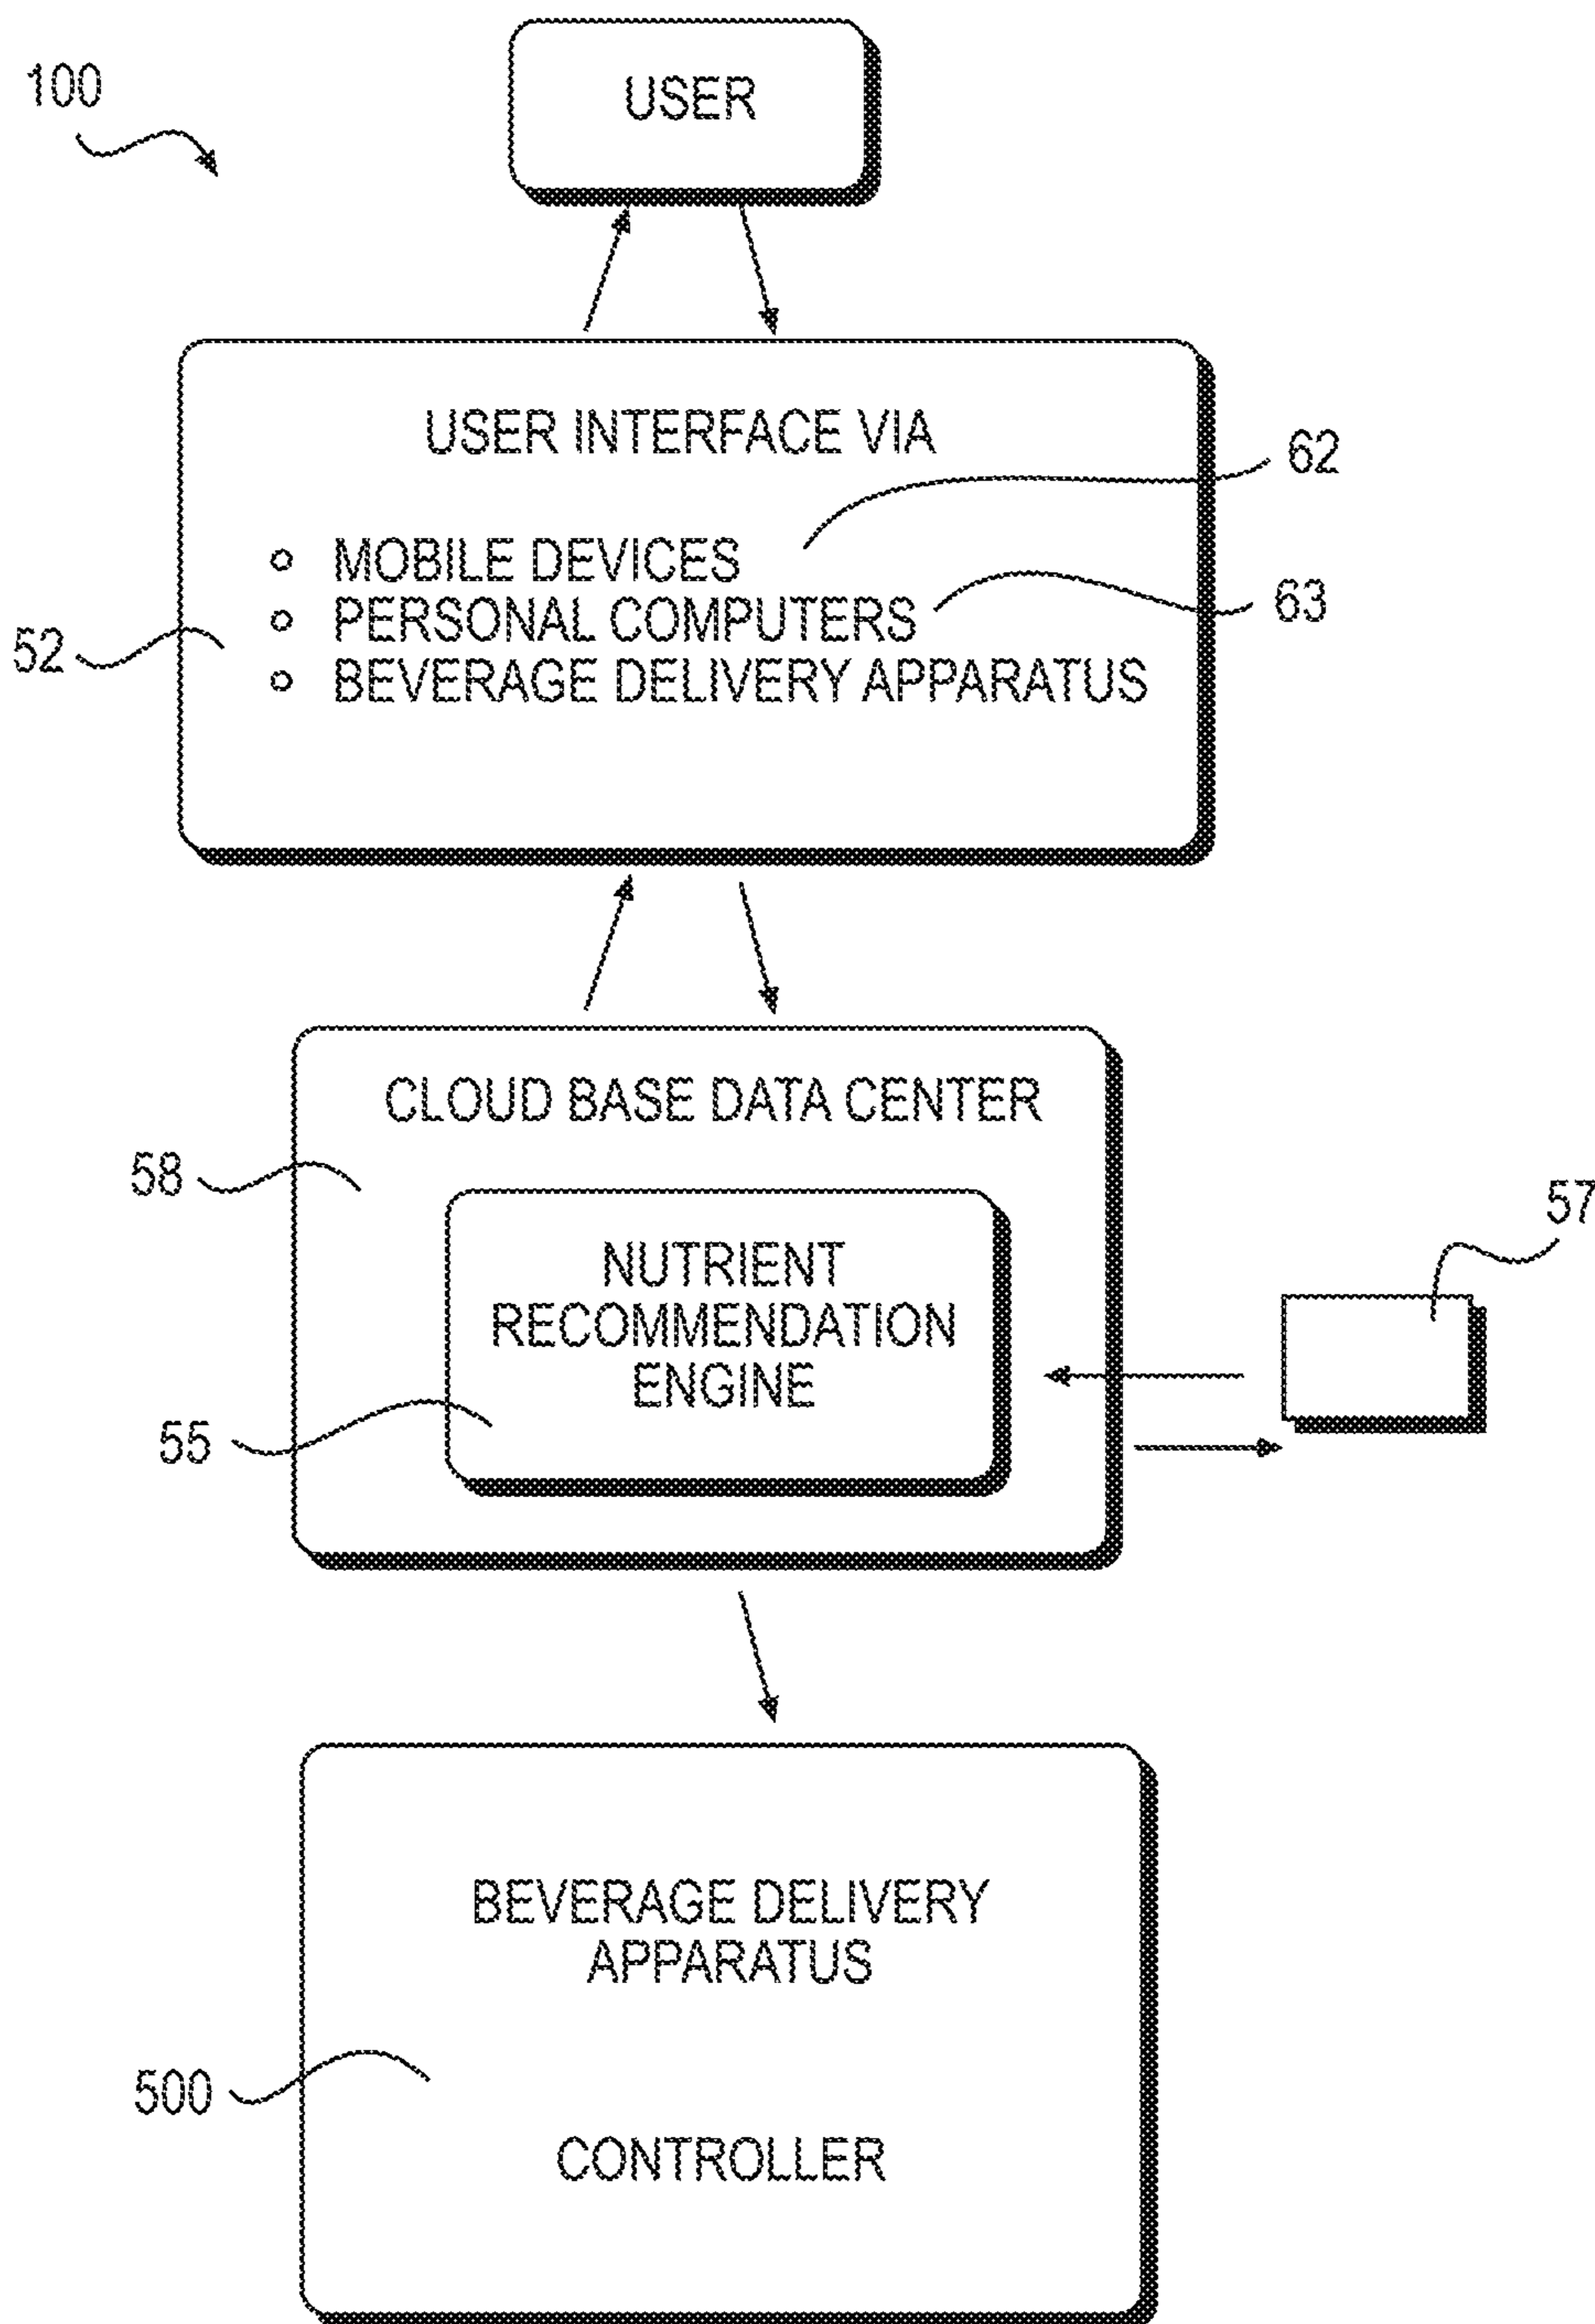 100
USER
USER INTERFACE VIA
62
MOBILE DEVICES
63
PERSONAL COMPUTERS
52
BEVERAGE DELIVERY APPARATUS
CLOUD BASE DATA CENTER
58
57
NUTRIENT
RECOMMENDATION
ENGINE
55
BEVERAGE DELIVERY
APPARATUS
500
CONTROLLER